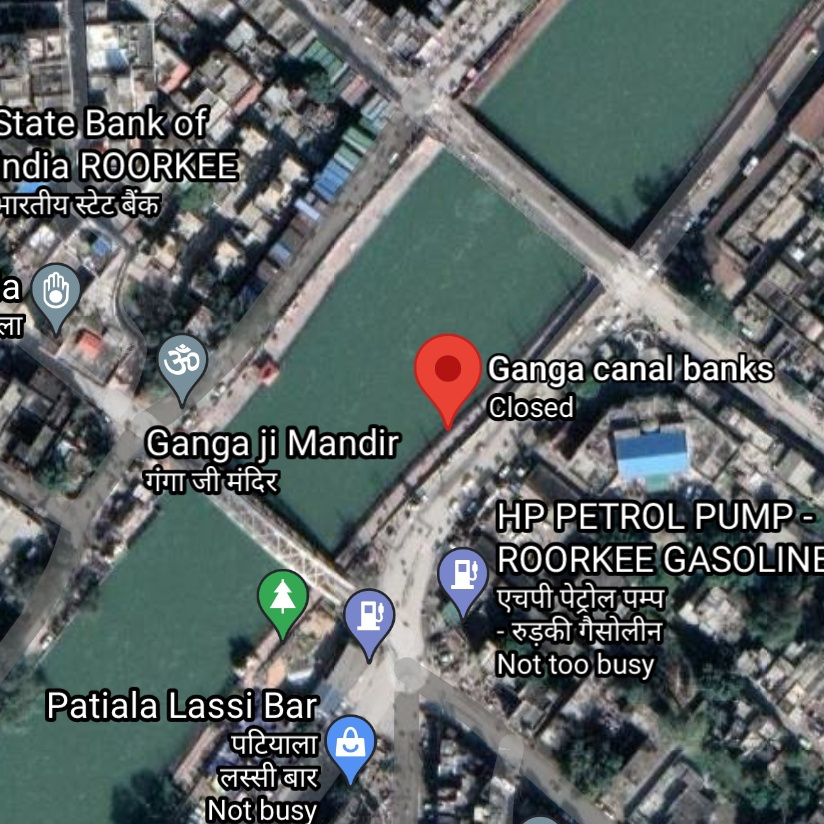 State Bank of
India ROORKEE
भारतीय स्टेट बैंक
a
ला
ॐ
Ganga canal banks
Closed
Ganga ji Mandir
गंगा जी मंदिर
HP PETROL PUMP -
ROORKEE GASOLINE
एचपी पेट्रोल पम्प
- रुड़की गैसोलीन
Not too busy
Patiala Lassi Bar
पटियाला
लस्सी बार
Not busy